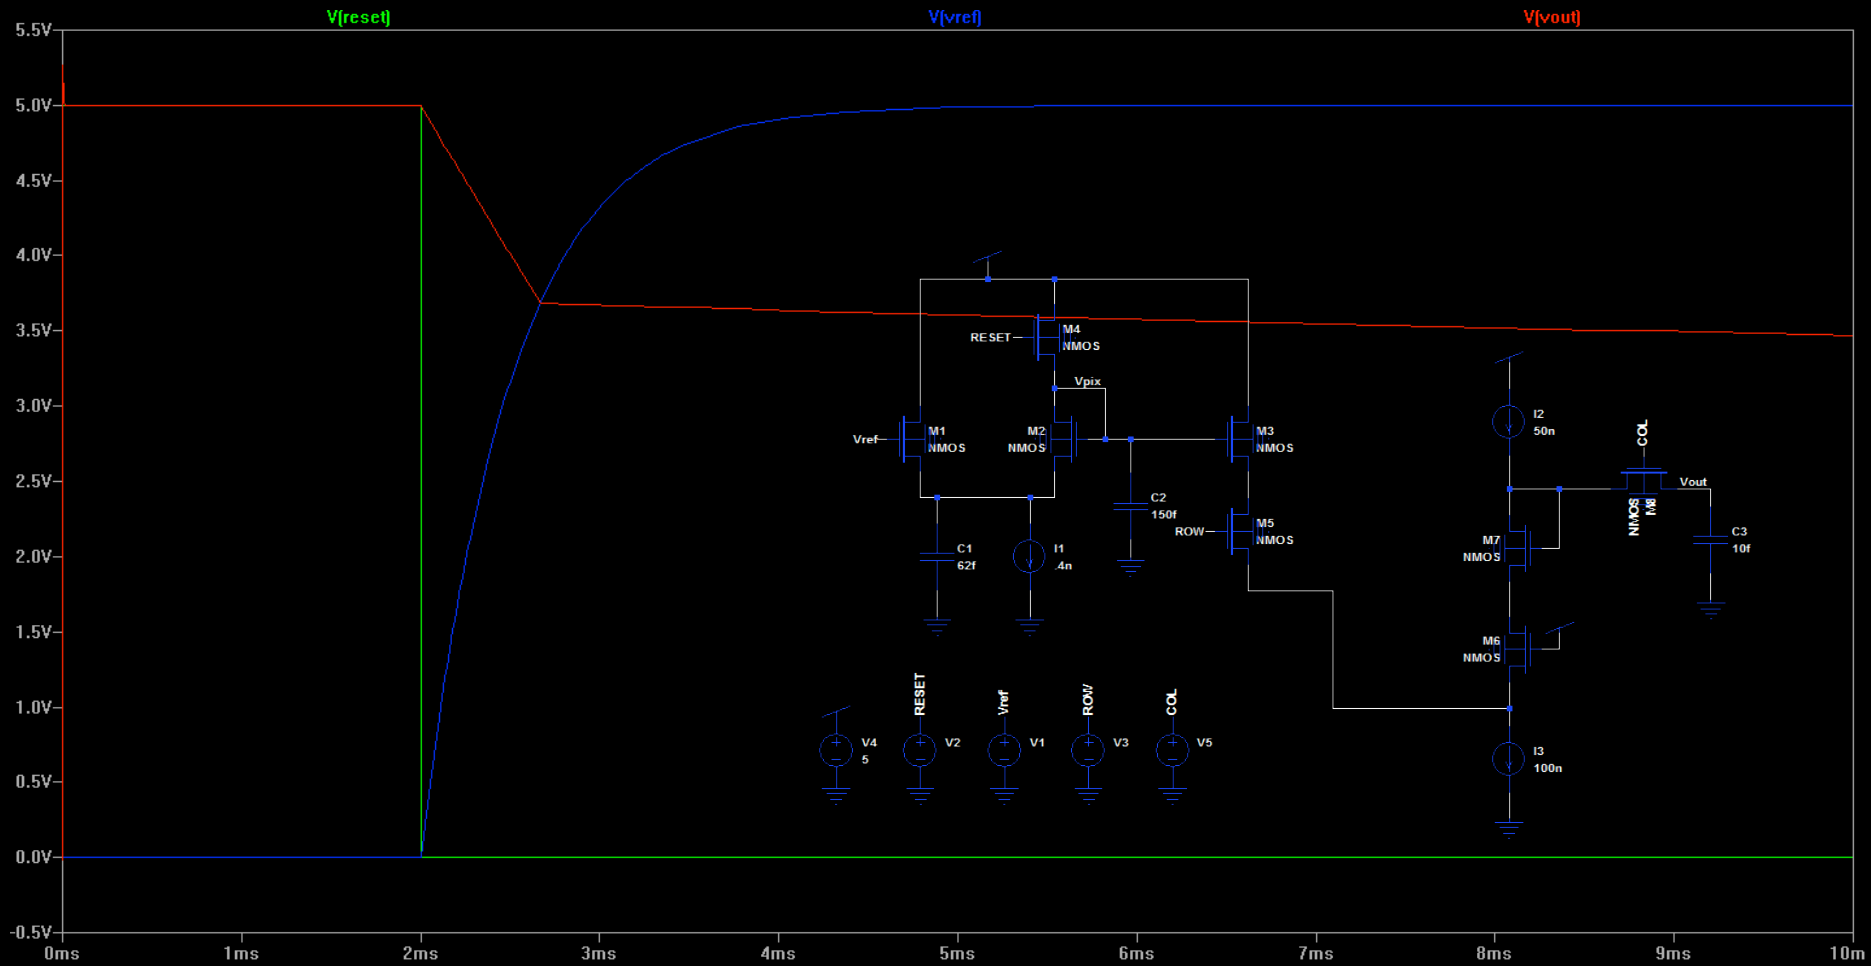 V(reset) V(vref) V(vout)
5.5V
5.0V
4.5V
4.0V
3.5V
3.0V
2.5V
2.0V
1.5V
1.0V
0.5V
0.0V
-0.5V
0ms 1ms 2ms 3ms 4ms 5ms 6ms 7ms 8ms 9ms 10m
RESET
M4
NMOS
Vpix
Vref
M1
NMOS
M2
NMOS
M3
NMOS
C2
150f
ROW
M5
NMOS
C1
62f
I1
.4n
RESET
Vref
ROW
COL
V4
5
V2
V1
V3
V5
I2
50n
COL
Vout
NMOS
M8
C3
10f
M7
NMOS
M6
NMOS
I3
100n